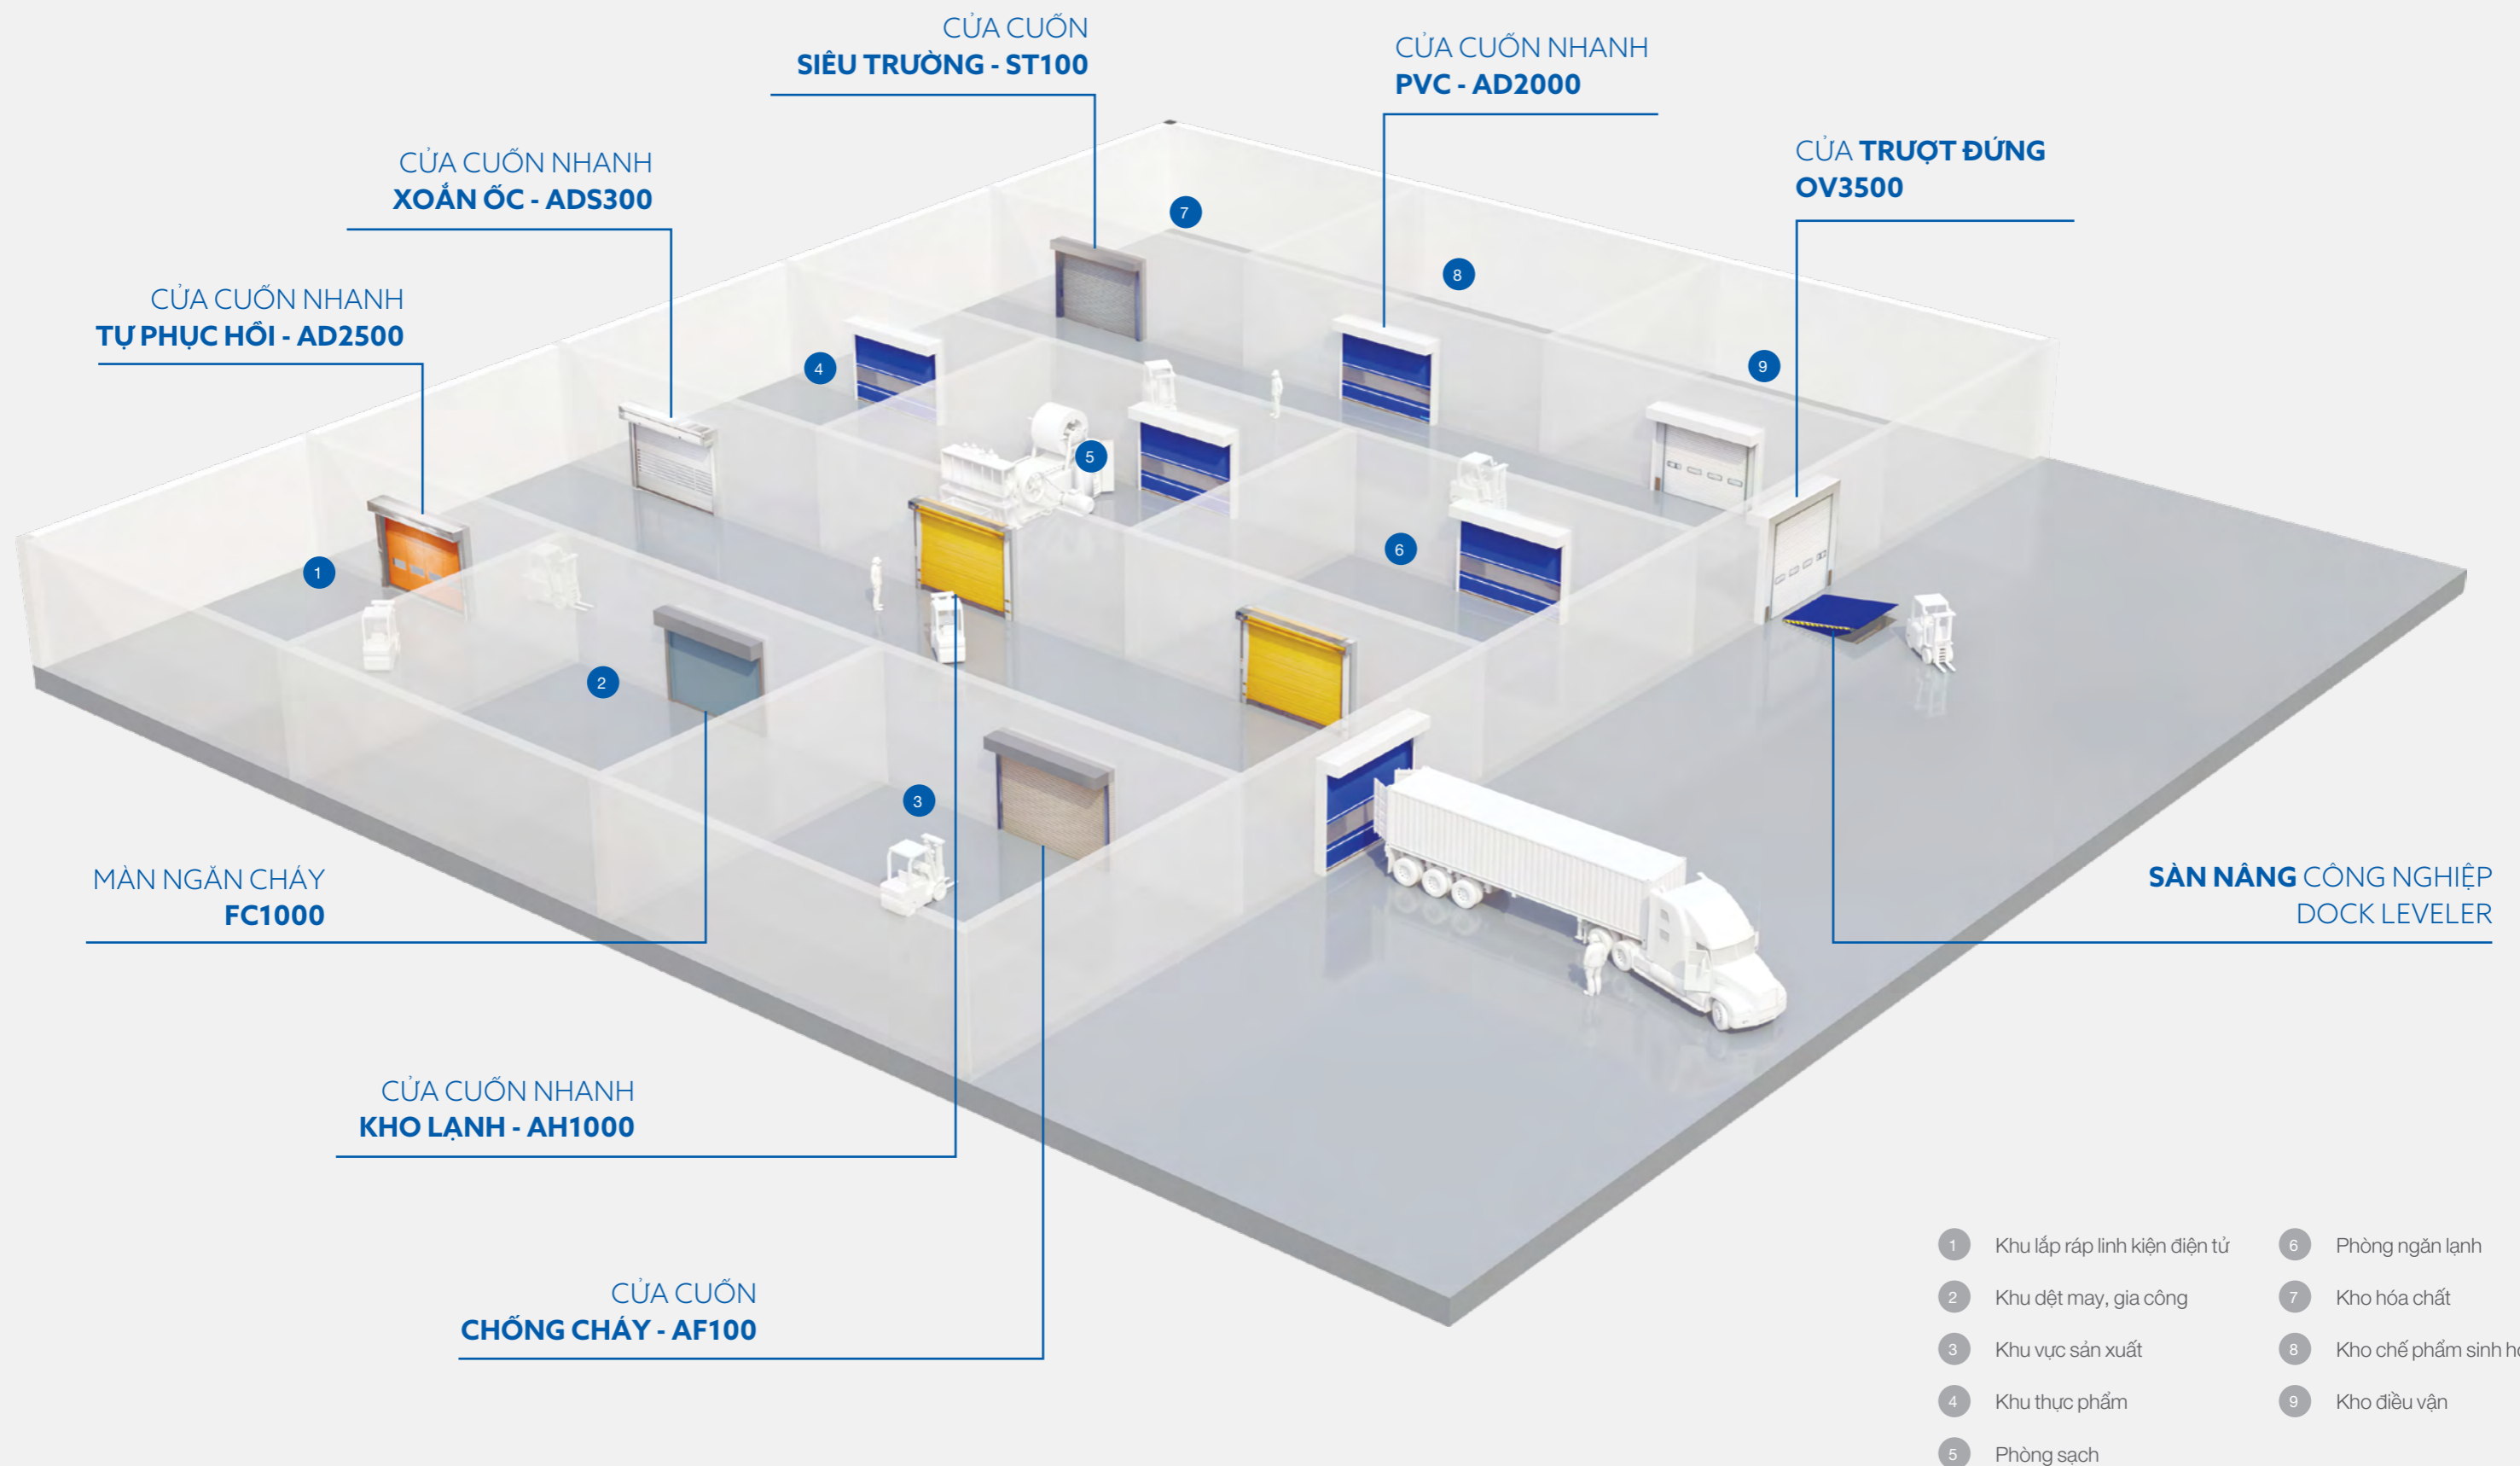 CỬA CUỐN
SIÊU TRƯỜNG - ST100
CỬA CUỐN NHANH
PVC - AD2000
CỬA TRƯỢT ĐỨNG
OV3500
CỬA CUỐN NHANH
XOẮN ỐC - ADS300
CỬA CUỐN NHANH
TỰ PHỤC HỒI - AD2500
7
8
9
4
5
6
1
2
3
MÀN NGĂN CHÁY
FC1000
SÀN NÂNG CÔNG NGHIỆP
DOCK LEVELER
CỬA CUỐN NHANH
KHO LẠNH - AH1000
CỬA CUỐN
CHỐNG CHÁY - AF100
1 Khu lắp ráp linh kiện điện tử
2 Khu dệt may, gia công
3 Khu vực sản xuất
4 Khu thực phẩm
5 Phòng sạch
6 Phòng ngăn lạnh
7 Kho hóa chất
8 Kho chế phẩm sinh
9 Kho điều vận